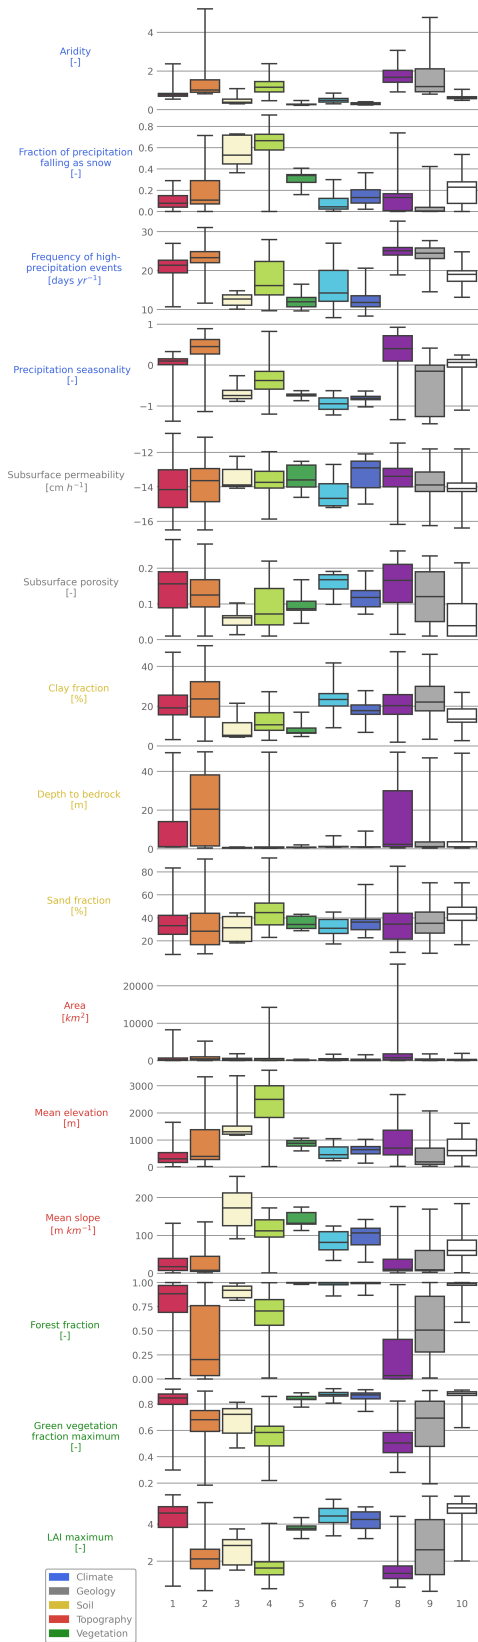 Aridity
[-]
4
2
0
Fraction of precipitation
falling as snow
[-]
0.8
0.6
0.4
0.2
0.0
Frequency of high-
precipitation events
[days yr⁻¹]
30
20
10
Precipitation seasonality
[-]
1
0
−1
Subsurface permeability
[cm h⁻¹]
−12
−14
−16
Subsurface porosity
[-]
0.2
0.1
0.0
Clay fraction
[%]
40
20
0
Depth to bedrock
[m]
40
20
0
Sand fraction
[%]
80
60
40
20
Area
[km²]
20000
10000
0
Mean elevation
[m]
3000
2000
1000
0
Mean slope
[m km⁻¹]
200
100
0
Forest fraction
[-]
1.00
0.75
0.50
0.25
0.00
Green vegetation
fraction maximum
[-]
0.8
0.6
0.4
0.2
LAI maximum
[-]
4
2
1 2 3 4 5 6 7 8 9 10
Climate
Geology
Soil
Topography
Vegetation